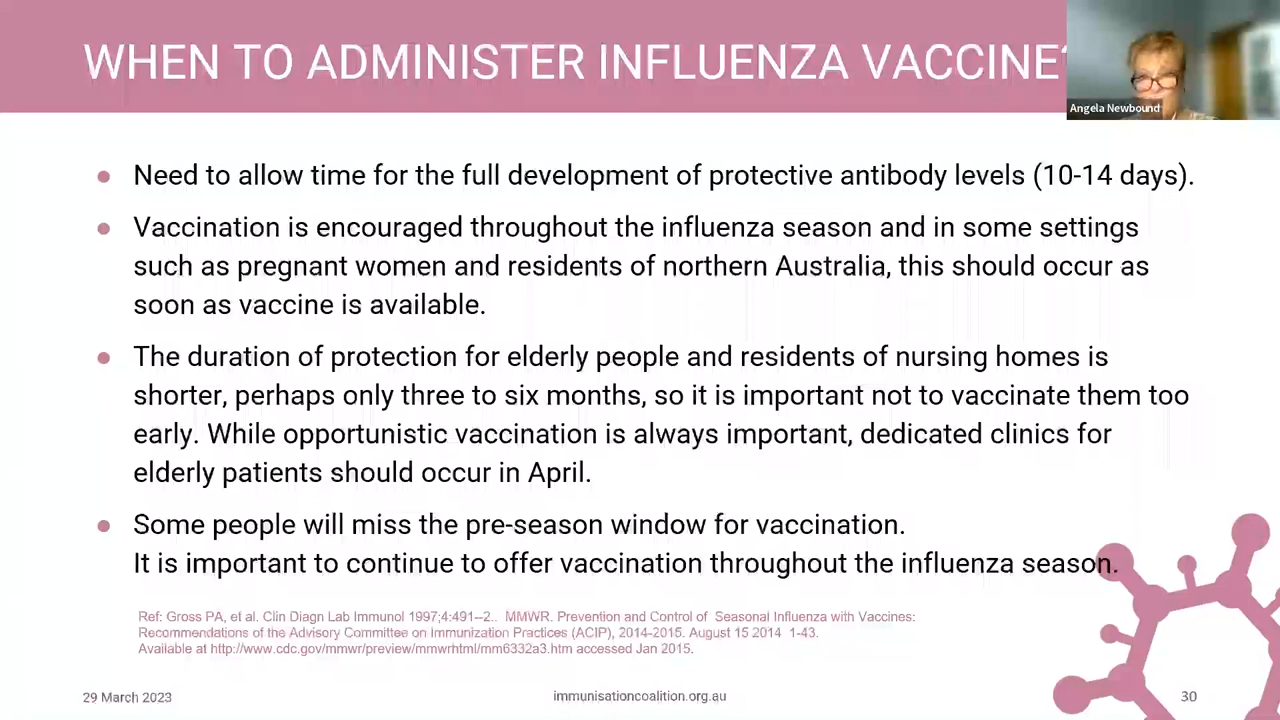 WHEN TO ADMINISTER INFLUENZA VACCINE?
Angela Newbound
Need to allow time for the full development of protective antibody levels (10-14 days).
Vaccination is encouraged throughout the influenza season and in some settings
such as pregnant women and residents of northern Australia, this should occur as
soon as vaccine is available.
The duration of protection for elderly people and residents of nursing homes is
shorter, perhaps only three to six months, so it is important not to vaccinate them too
early. While opportunistic vaccination is always important, dedicated clinics for
elderly patients should occur in April.
Some people will miss the pre-season window for vaccination.
It is important to continue to offer vaccination throughout the influenza season.
Ref: Gross PA, et al. Clin Diagn Lab Immunol 1997;4:491--2.. MMWR. Prevention and Control of Seasonal Influenza with Vaccines:
Recommendations of the Advisory Committee on Immunization Practices (ACIP), 2014-2015. August 15 2014 1-43.
Available at http://www.cdc.gov/mmwr/preview/mmwrhtml/mm6332a3.htm accessed Jan 2015.
29 March 2023
immunisationcoalition.org.au
30